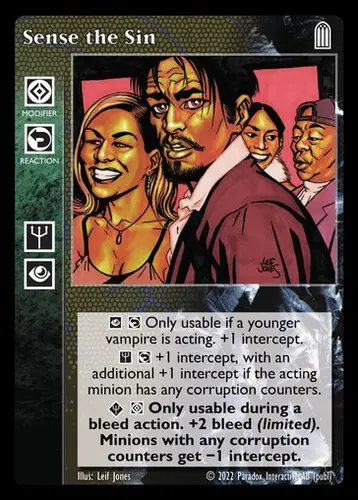 Sense the Sin
MODIFIER
REACTION
LEIF
JONES
Only usable if a younger
vampire is acting. +1 intercept.
+1 intercept, with an
additional +1 intercept if the acting
minion has any corruption counters.
Only usable during a
bleed action. +2 bleed (limited).
Minions with any corruption
counters get −1 intercept.
Illus: Leif Jones
© 2022 Paradox Interactive AB (publ)